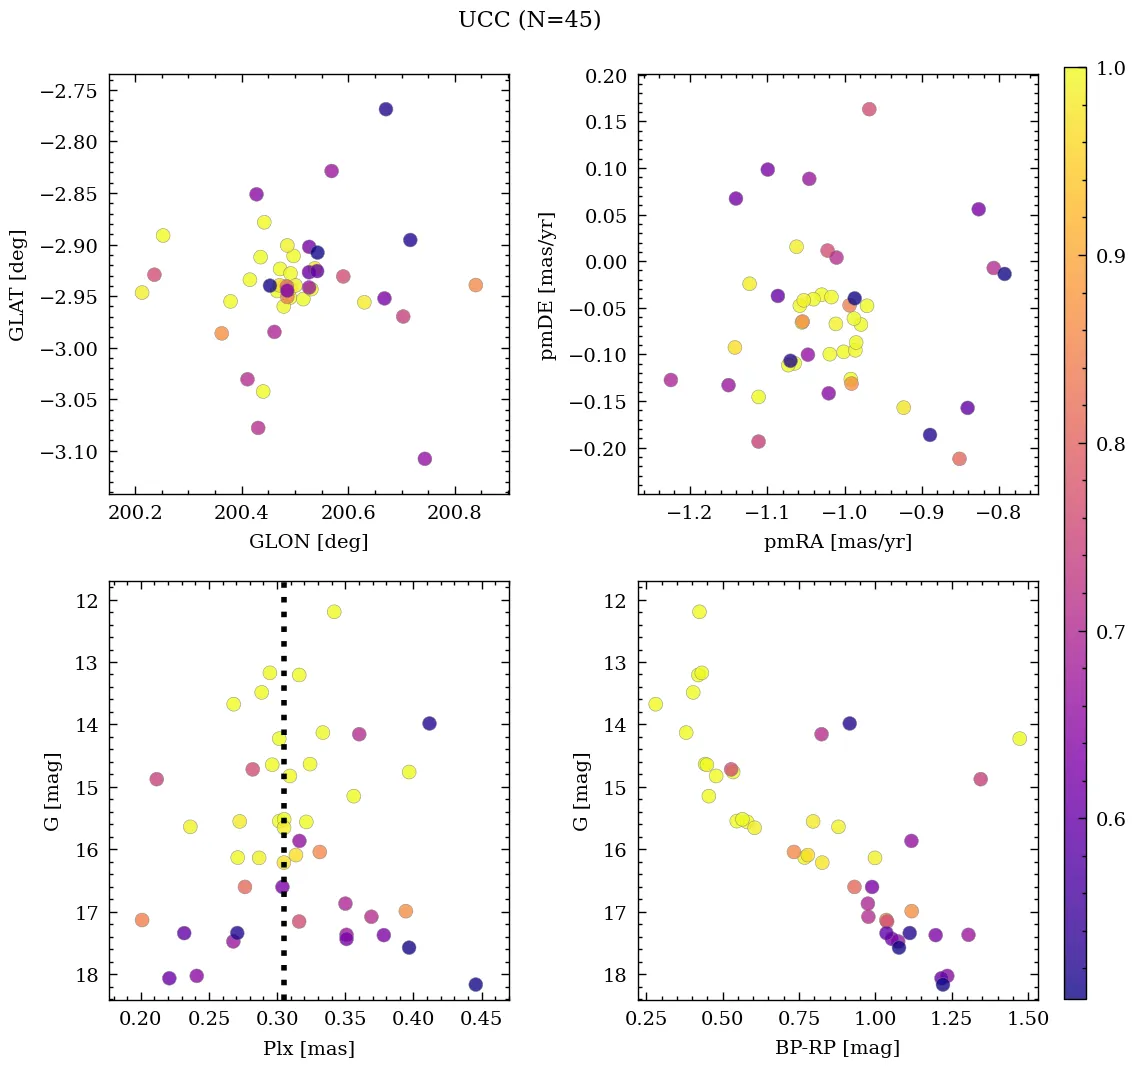 UCC (N=45)
−2.75
−2.80
−2.85
−2.90
−2.95
−3.00
−3.05
−3.10
GLAT [deg]
200.2 200.4 200.6 200.8
GLON [deg]
0.20
0.15
0.10
0.05
0.00
−0.05
−0.10
−0.15
−0.20
pmDE [mas/yr]
−1.2 −1.1 −1.0 −0.9 −0.8
pmRA [mas/yr]
12
13
14
15
16
17
18
G [mag]
0.20 0.25 0.30 0.35 0.40 0.45
Plx [mas]
12
13
14
15
16
17
18
G [mag]
0.25 0.50 0.75 1.00 1.25 1.50
BP-RP [mag]
1.0
0.9
0.8
0.7
0.6